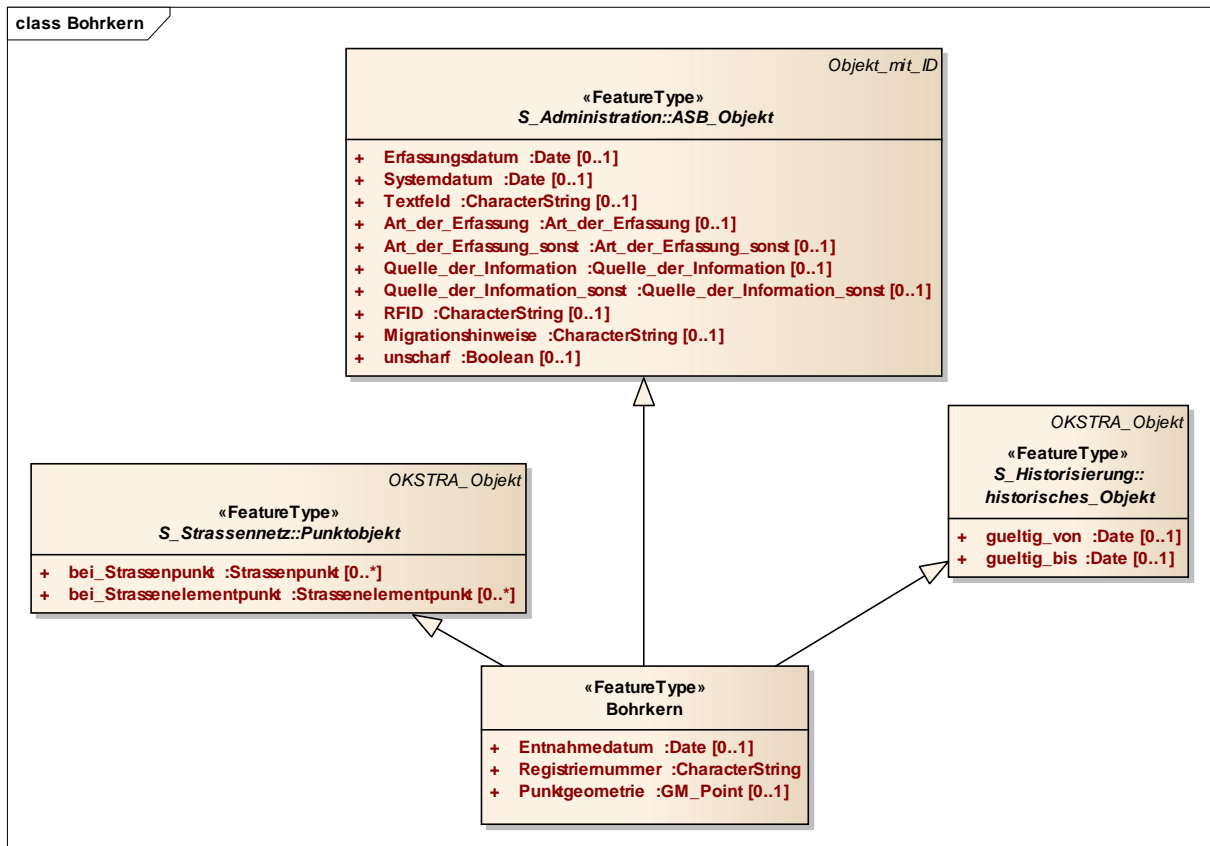 class Bohrkern
Objekt_mit_ID
«FeatureType»
S_Administration::ASB_Objekt
+ Erfassungsdatum :Date [0..1]
+ Systemdatum :Date [0..1]
+ Textfeld :CharacterString [0..1]
+ Art_der_Erfassung :Art_der_Erfassung [0..1]
+ Art_der_Erfassung_sonst :Art_der_Erfassung_sonst [0..1]
+ Quelle_der_Information :Quelle_der_Information [0..1]
+ Quelle_der_Information_sonst :Quelle_der_Information_sonst [0..1]
+ RFID :CharacterString [0..1]
+ Migrationshinweise :CharacterString [0..1]
+ unscharf :Boolean [0..1]
OKSTRA_Objekt
«FeatureType»
S_Strassennetz::Punktobjekt
+ bei_Strassenpunkt :Strassenpunkt [0..*]
+ bei_Strassenelementpunkt :Strassenelementpunkt [0..*]
OKSTRA_Objekt
«FeatureType»
S_Historisierung::
historisches_Objekt
+ gueltig_von :Date [0..1]
+ gueltig_bis :Date [0..1]
«FeatureType»
Bohrkern
+ Entnahmedatum :Date [0..1]
+ Registriernummer :CharacterString
+ Punktgeometrie :GM_Point [0..1]